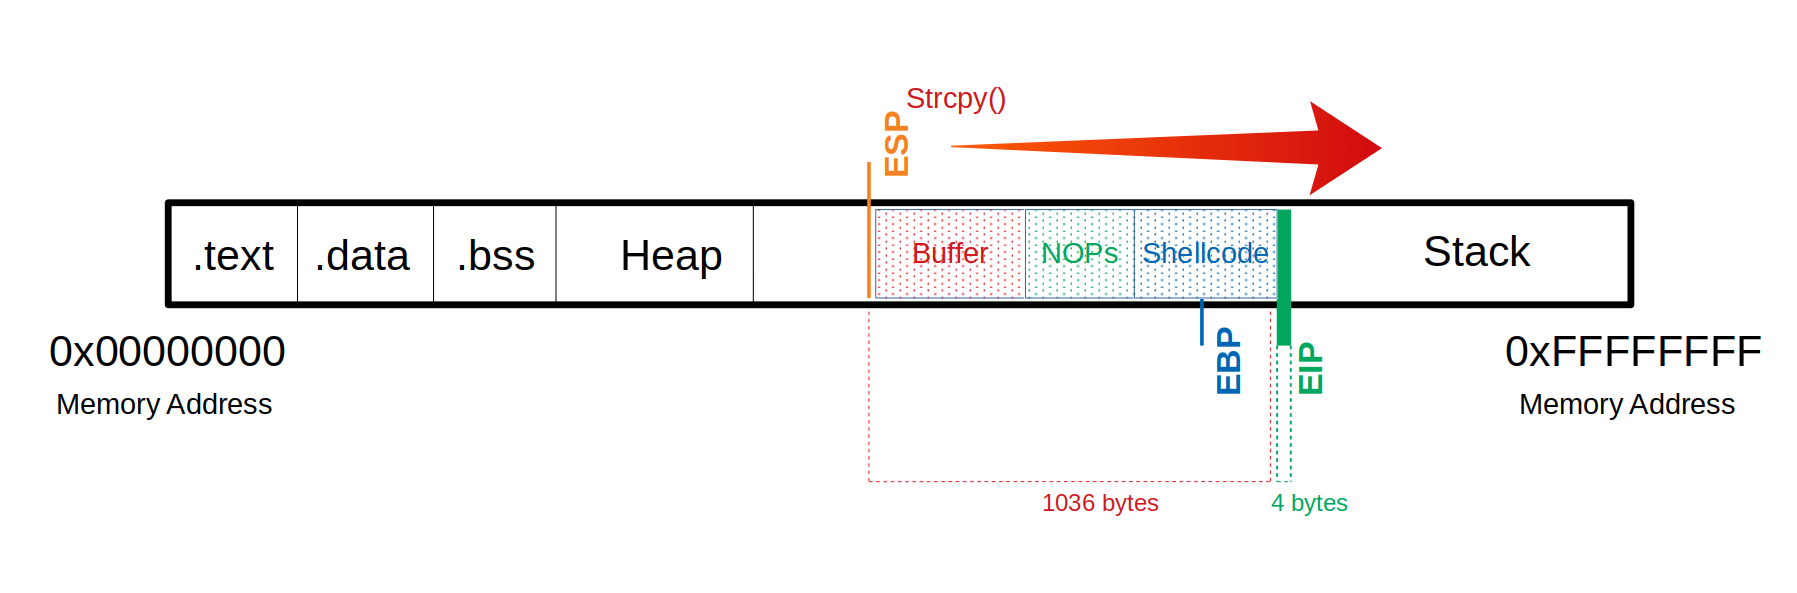 Strcpy()
ESP
.text
.data
.bss
Heap
Buffer
NOPs
Shellcode
Stack
0x00000000
Memory Address
EBP
EIP
0xFFFFFFFF
Memory Address
1036 bytes
4 bytes